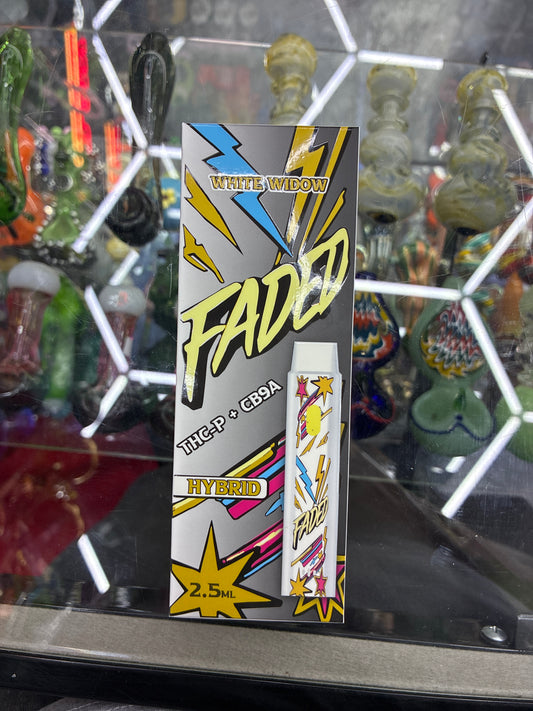 WHITE WIDOW
FADED
THC-P + CB9A
HYBRID
2.5ML
FADED